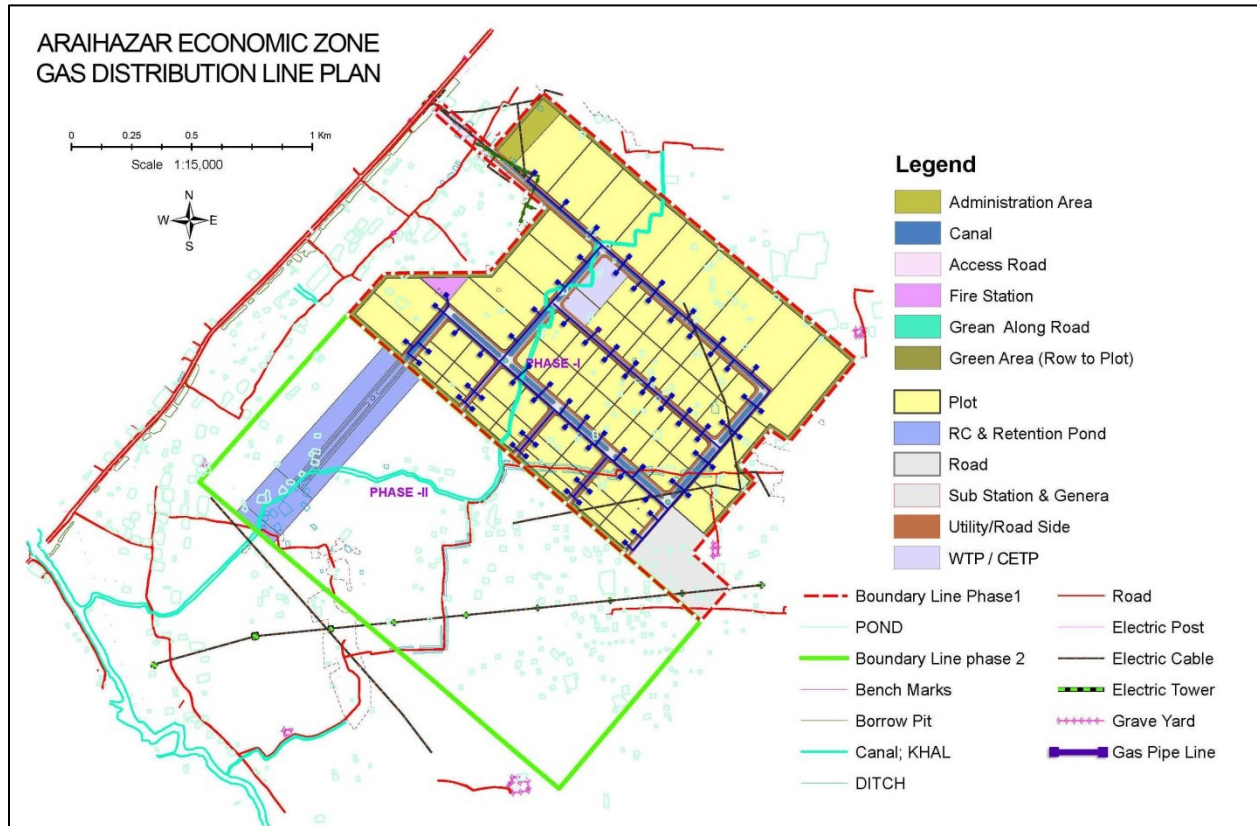 ARAIHAZAR ECONOMIC ZONE
GAS DISTRIBUTION LINE PLAN
0 0.25 0.5 1 Km
Scale 1:15,000
N
W E
S
PHASE -I
PHASE -II
Legend
Administration Area
Canal
Access Road
Fire Station
Grean Along Road
Green Area (Row to Plot)
Plot
RC & Retention Pond
Road
Sub Station & Genera
Utility/Road Side
WTP / CETP
Boundary Line Phase1
POND
Boundary Line phase 2
Bench Marks
Borrow Pit
Canal; KHAL
DITCH
Road
Electric Post
Electric Cable
Electric Tower
Grave Yard
Gas Pipe Line